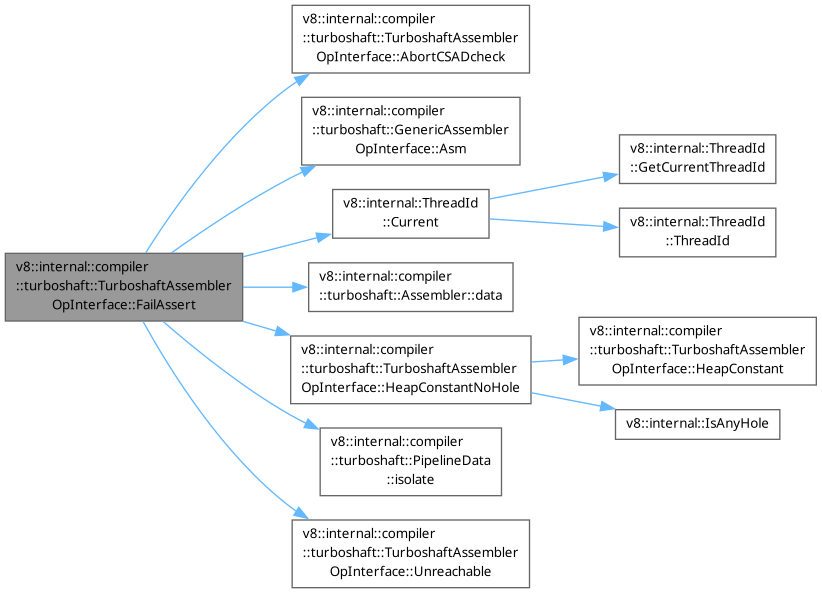 v8::internal::compiler
::turboshaft::TurboshaftAssembler
OpInterface::FailAssert
v8::internal::compiler
::turboshaft::TurboshaftAssembler
OpInterface::AbortCSADcheck
v8::internal::compiler
::turboshaft::GenericAssembler
OpInterface::Asm
v8::internal::ThreadId
::Current
v8::internal::ThreadId
::GetCurrentThreadId
v8::internal::ThreadId
::ThreadId
v8::internal::compiler
::turboshaft::Assembler::data
v8::internal::compiler
::turboshaft::TurboshaftAssembler
OpInterface::HeapConstantNoHole
v8::internal::compiler
::turboshaft::TurboshaftAssembler
OpInterface::HeapConstant
v8::internal::IsAnyHole
v8::internal::compiler
::turboshaft::PipelineData
::isolate
v8::internal::compiler
::turboshaft::TurboshaftAssembler
OpInterface::Unreachable